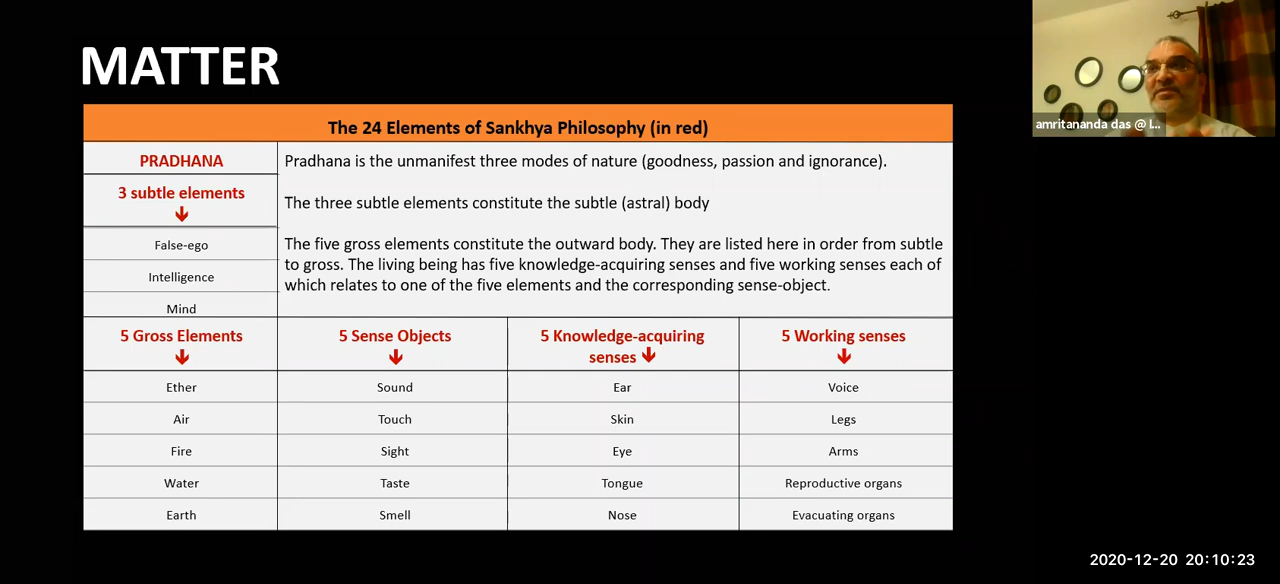 MATTER
The 24 Elements of Sankhya Philosophy (in red)
PRADHANA
Pradhana is the unmanifest three modes of nature (goodness, passion and ignorance).
3 subtle elements
↓
The three subtle elements constitute the subtle (astral) body
False-ego
Intelligence
Mind
The five gross elements constitute the outward body. They are listed here in order from subtle
to gross. The living being has five knowledge-acquiring senses and five working senses each of
which relates to one of the five elements and the corresponding sense-object.
5 Gross Elements
↓
5 Sense Objects
↓
5 Knowledge-acquiring
senses ↓
5 Working senses
↓
Ether
Sound
Ear
Voice
Air
Touch
Skin
Legs
Fire
Sight
Eye
Arms
Water
Taste
Tongue
Reproductive organs
Earth
Smell
Nose
Evacuating organs
amritananda das @ l...
2020-12-20 20:10:23